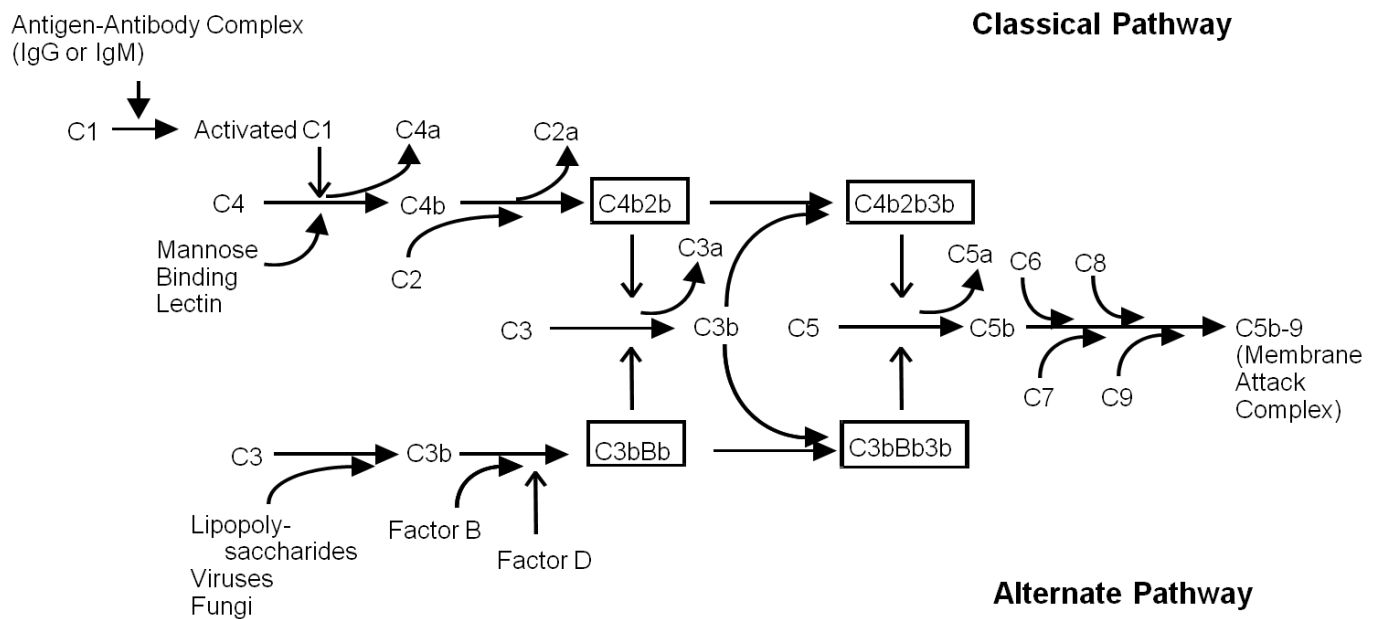 Classical Pathway
Antigen-Antibody Complex
(IgG or IgM)
C1
Activated C1
C4a
C2a
C4
C4b
C4b2b
C4b2b3b
Mannose
Binding
Lectin
C2
C3a
C5a
C6
C8
C3
C3b
C5
C5b
C5b-9
(Membrane
Attack
Complex)
C7
C9
C3
C3b
C3bBb
C3bBb3b
Lipopoly-
saccharides
Viruses
Fungi
Factor B
Factor D
Alternate Pathway